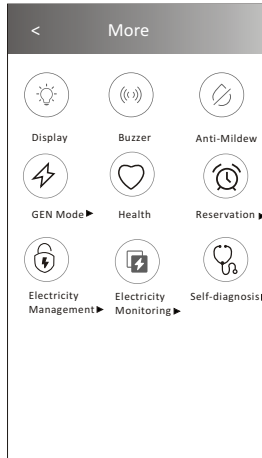 < More
Display Buzzer Anti-Mildew
GEN Mode▶ Health Reservation▶
Electricity Electricity Self-diagnosis
Management▶ Monitoring▶